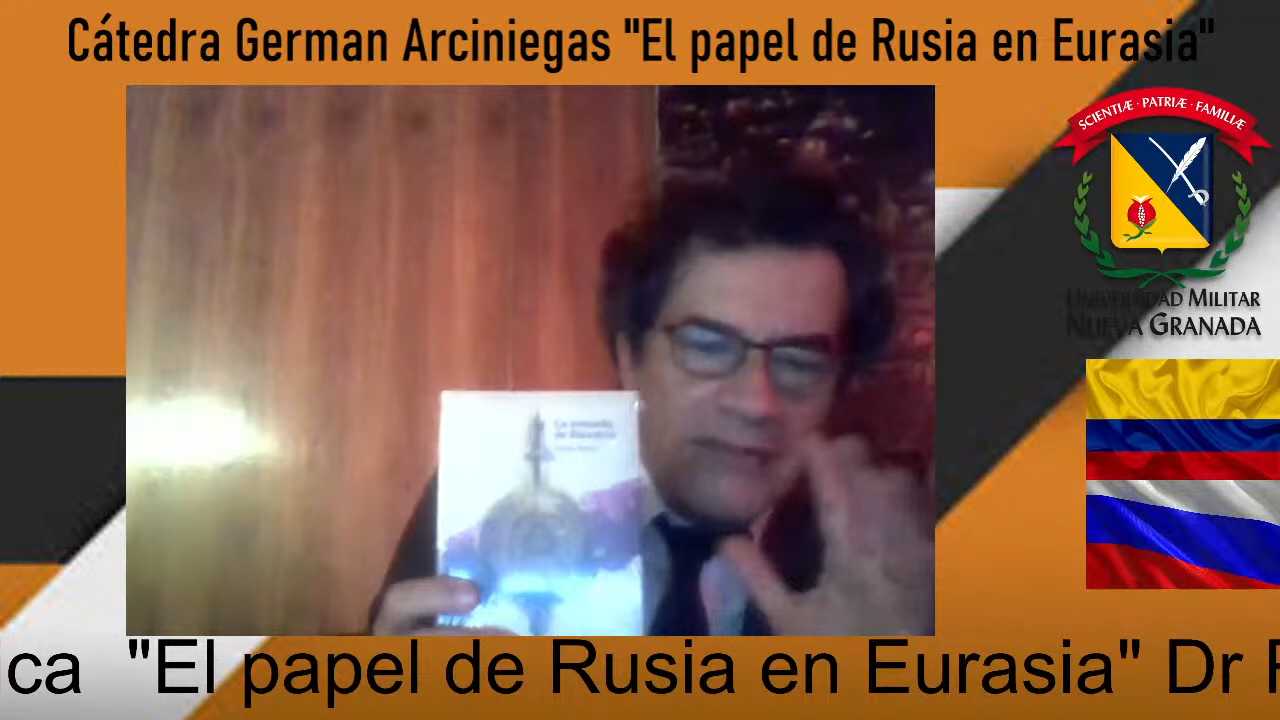 Cátedra German Arciniegas "El papel de Rusia en Eurasia"
SCIENTIÆ · PATRIÆ · FAMILIÆ
UNIVERSIDAD MILITAR
NUEVA GRANADA
ica "El papel de Rusia en Eurasia" Dr